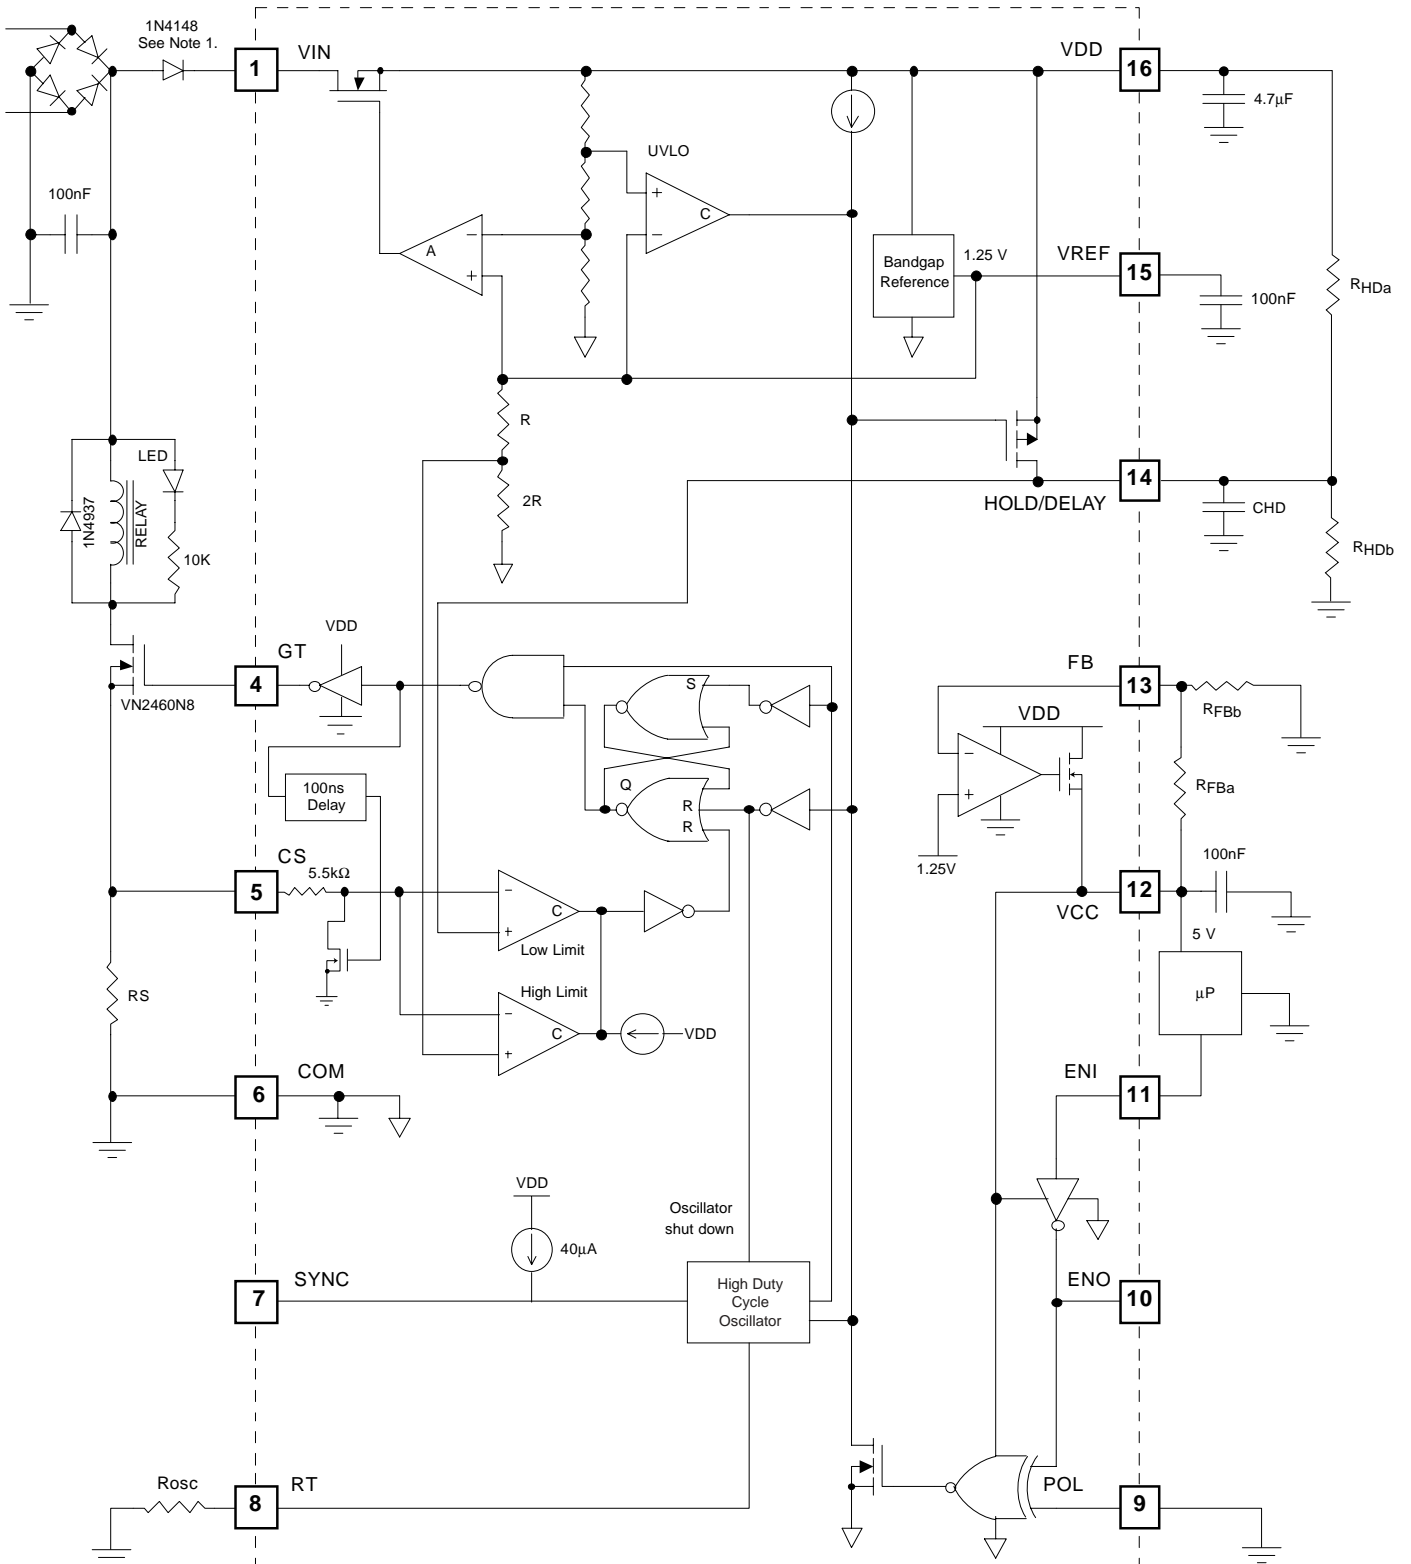 1N4148
See Note 1.
1
VIN
VDD
16
4.7μF
UVLO
+
C
−
100nF
A
−
+
Bandgap
Reference
1.25 V
VREF
15
100nF
RHDa
R
2R
LED
1N4937
RELAY
10K
14
HOLD/DELAY
CHD
RHDb
VDD
GT
4
VN2460N8
S
FB
13
RFBb
VDD
−
+
1.25V
RFBa
100ns
Delay
Q
R
R
CS
5
5.5kΩ
−
C
+
Low Limit
100nF
12
VCC
5 V
μP
RS
High Limit
−
C
+
VDD
COM
6
ENI
11
VDD
40μA
Oscillator
shut down
SYNC
7
High Duty
Cycle
Oscillator
ENO
10
Rosc
RT
8
POL
9